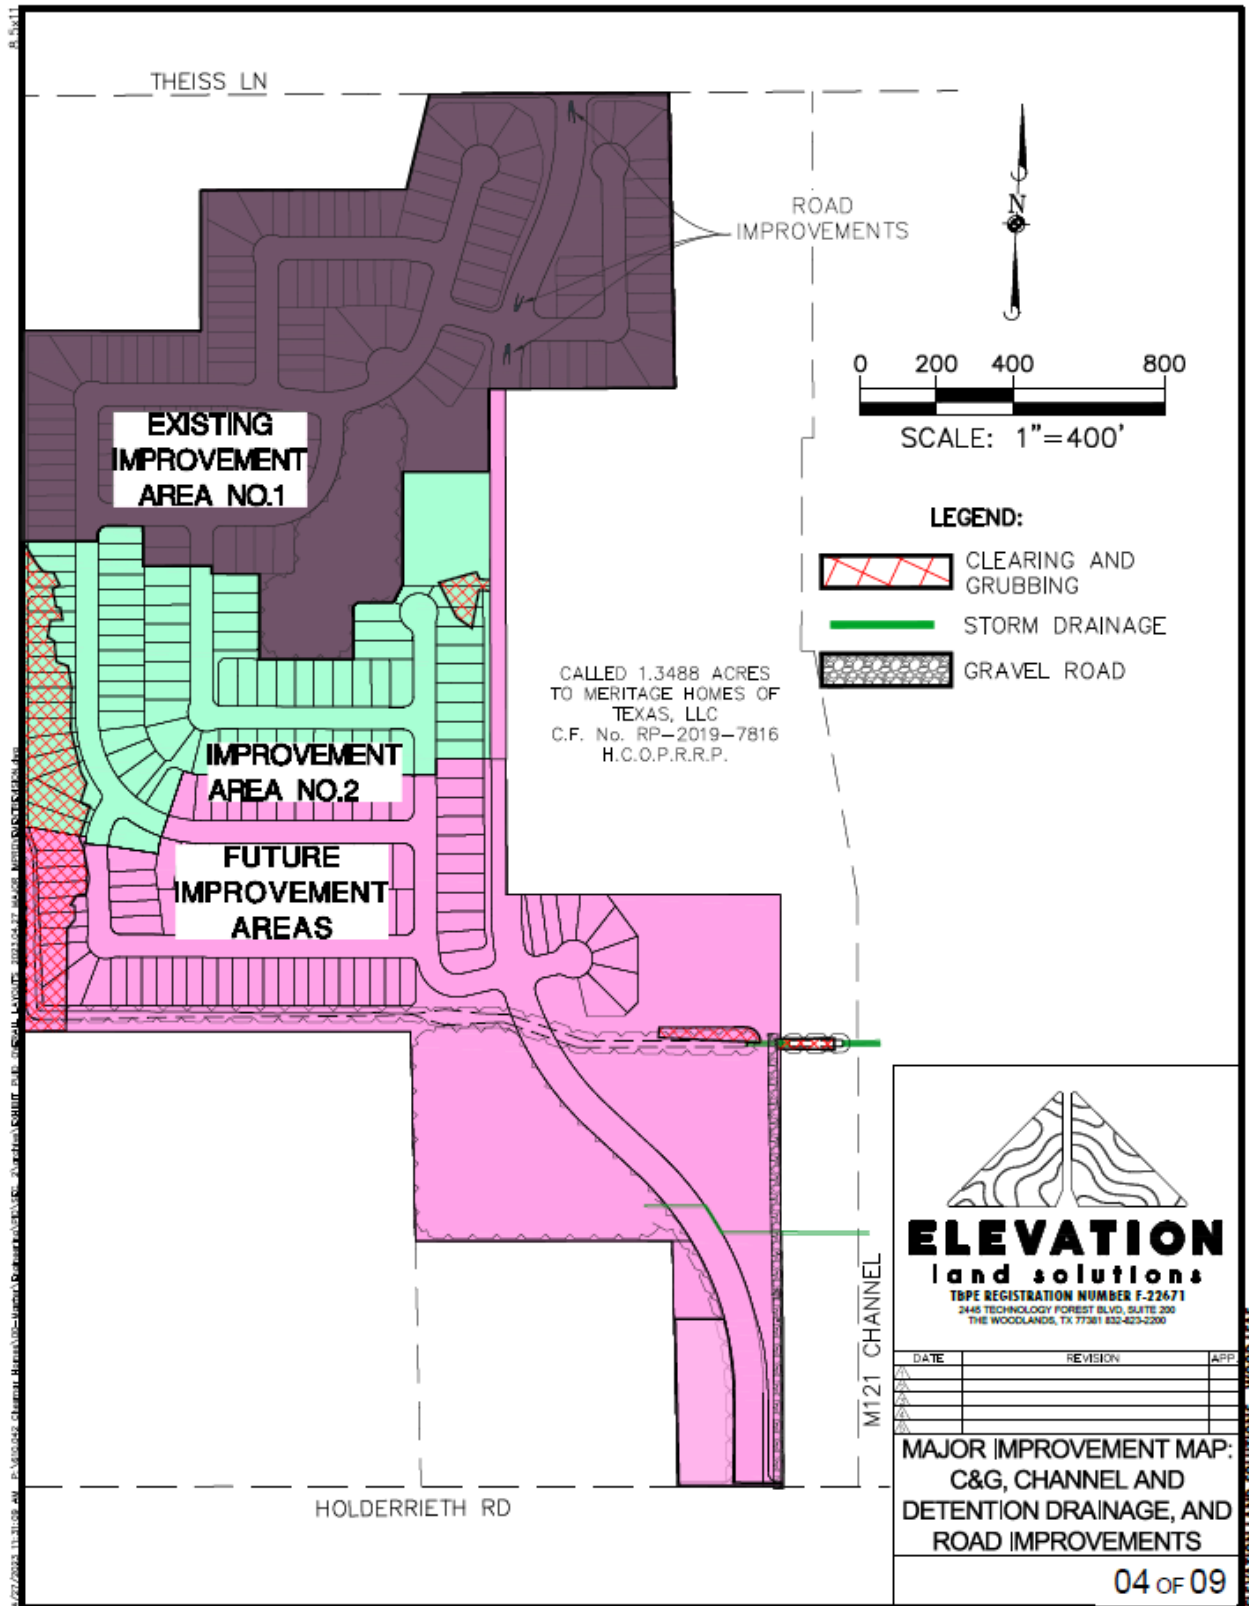 8.5x11
THEISS LN
ROAD
IMPROVEMENTS
N
0 200 400 800
SCALE: 1"=400'
EXISTING
IMPROVEMENT
AREA NO.1
LEGEND:
CLEARING AND
GRUBBING
STORM DRAINAGE
GRAVEL ROAD
CALLED 1.3488 ACRES
TO MERITAGE HOMES OF
TEXAS, LLC
C.F. No. RP-2019-7816
H.C.O.P.R.R.P.
IMPROVEMENT
AREA NO.2
FUTURE
IMPROVEMENT
AREAS
M121 CHANNEL
HOLDERRIETH RD
ELEVATION
land solutions
TBPE REGISTRATION NUMBER F-22671
2445 TECHNOLOGY FOREST BLVD, SUITE 200
THE WOODLANDS, TX 77381 832-823-2200
DATE REVISION APP.
MAJOR IMPROVEMENT MAP:
C&G, CHANNEL AND
DETENTION DRAINAGE, AND
ROAD IMPROVEMENTS
04 OF 09